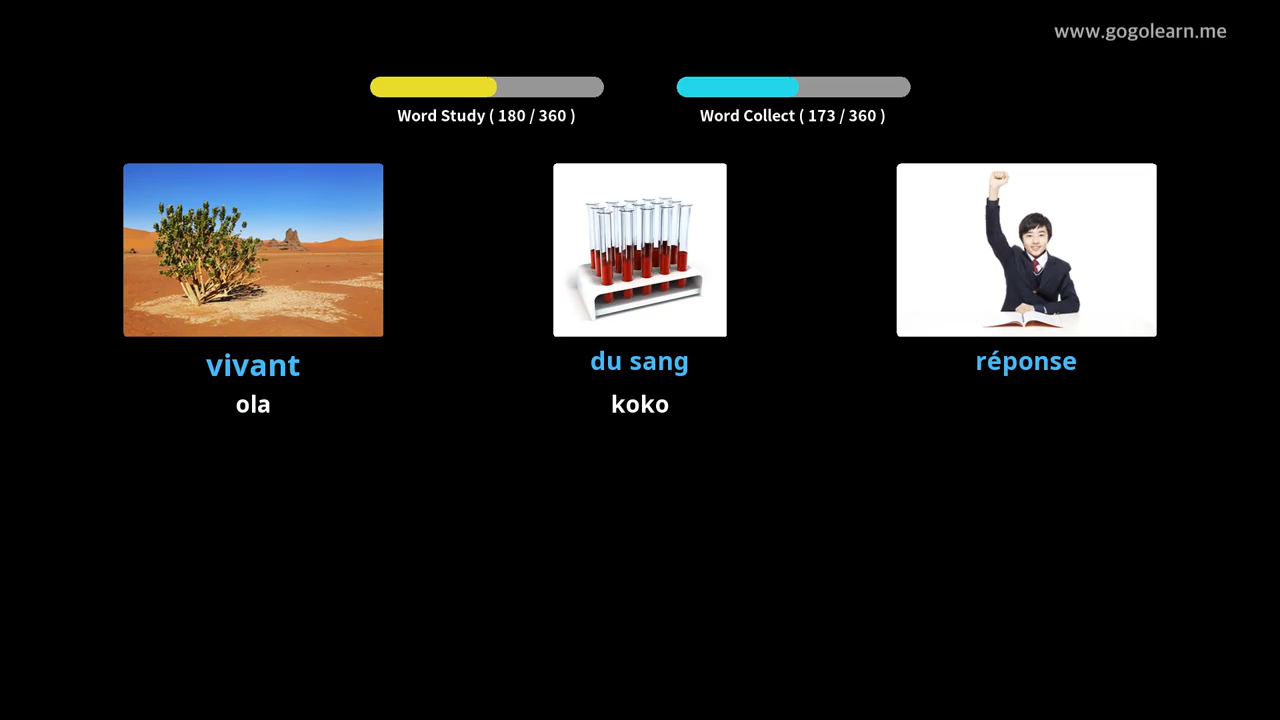 www.gogolearn.me
Word Study ( 180 / 360 )
Word Collect ( 173 / 360 )
vivant
du sang
réponse
ola
koko